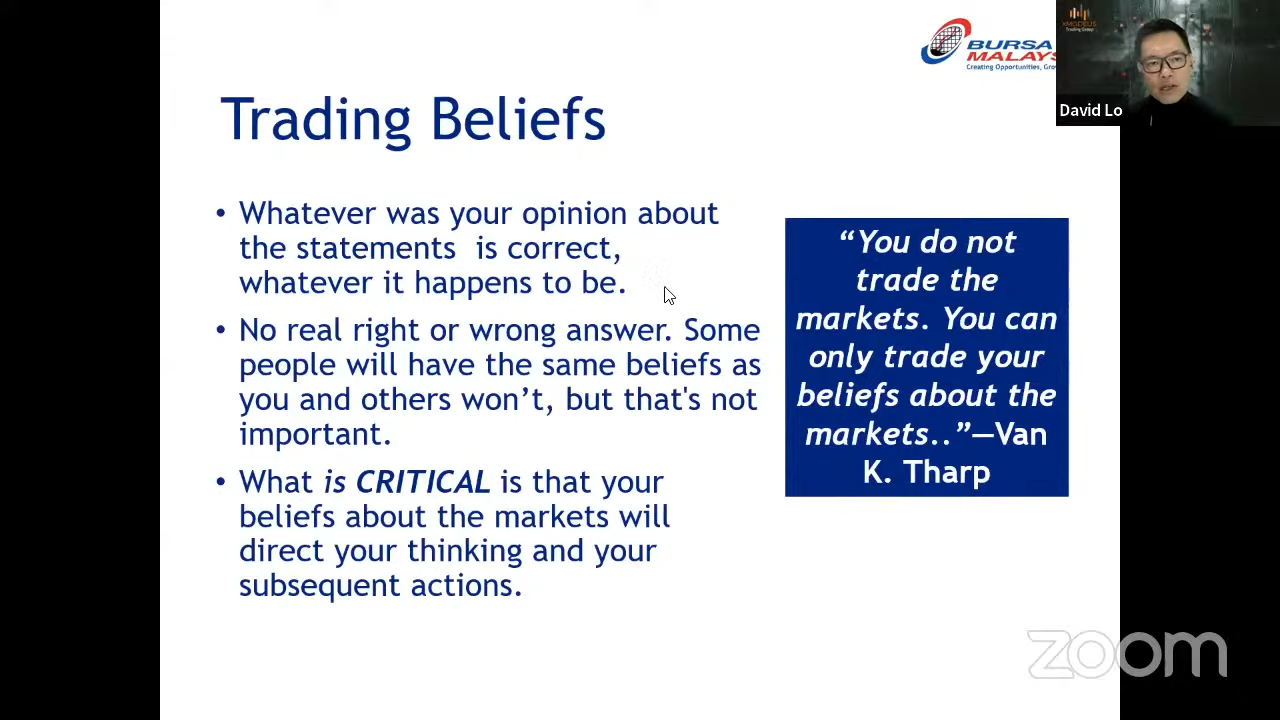 BURSA
MALAYS
Creating Opportunities, Grow
Trading Group
David Lo
Trading Beliefs
• Whatever was your opinion about
the statements is correct,
whatever it happens to be.
• No real right or wrong answer. Some
people will have the same beliefs as
you and others won’t, but that's not
important.
• What is CRITICAL is that your
beliefs about the markets will
direct your thinking and your
subsequent actions.
“You do not
trade the
markets. You can
only trade your
beliefs about the
markets..”—Van
K. Tharp
zoom